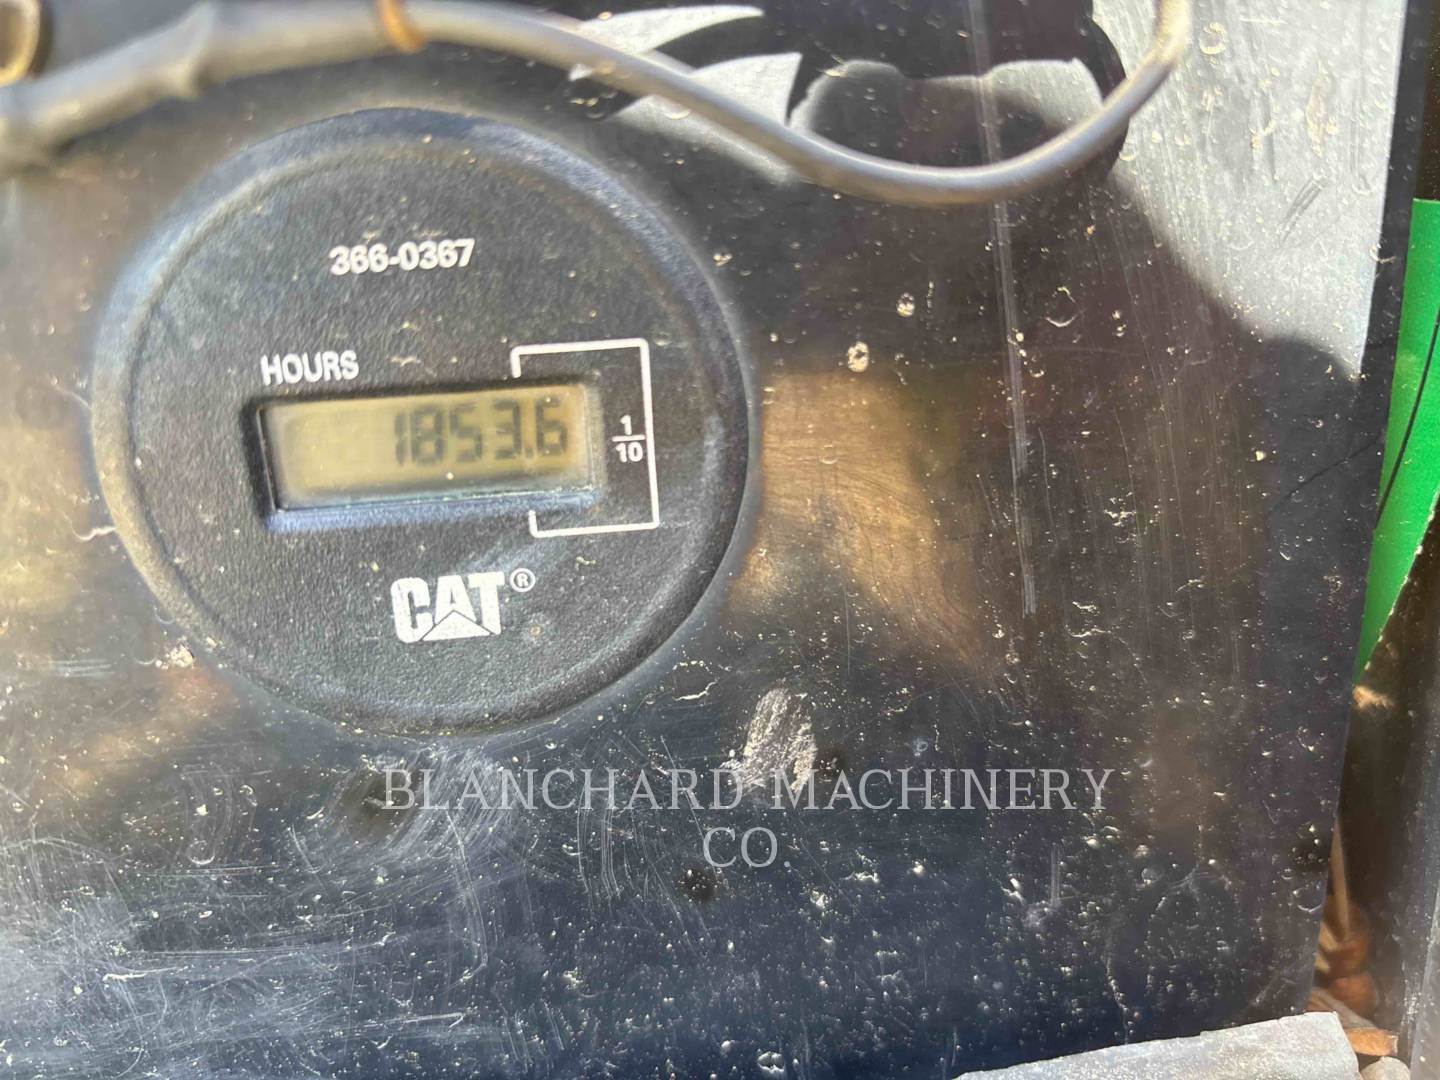 366-0367
HOURS
1853.6
1
10
CAT®
BLANCHARD MACHINERY
CO.